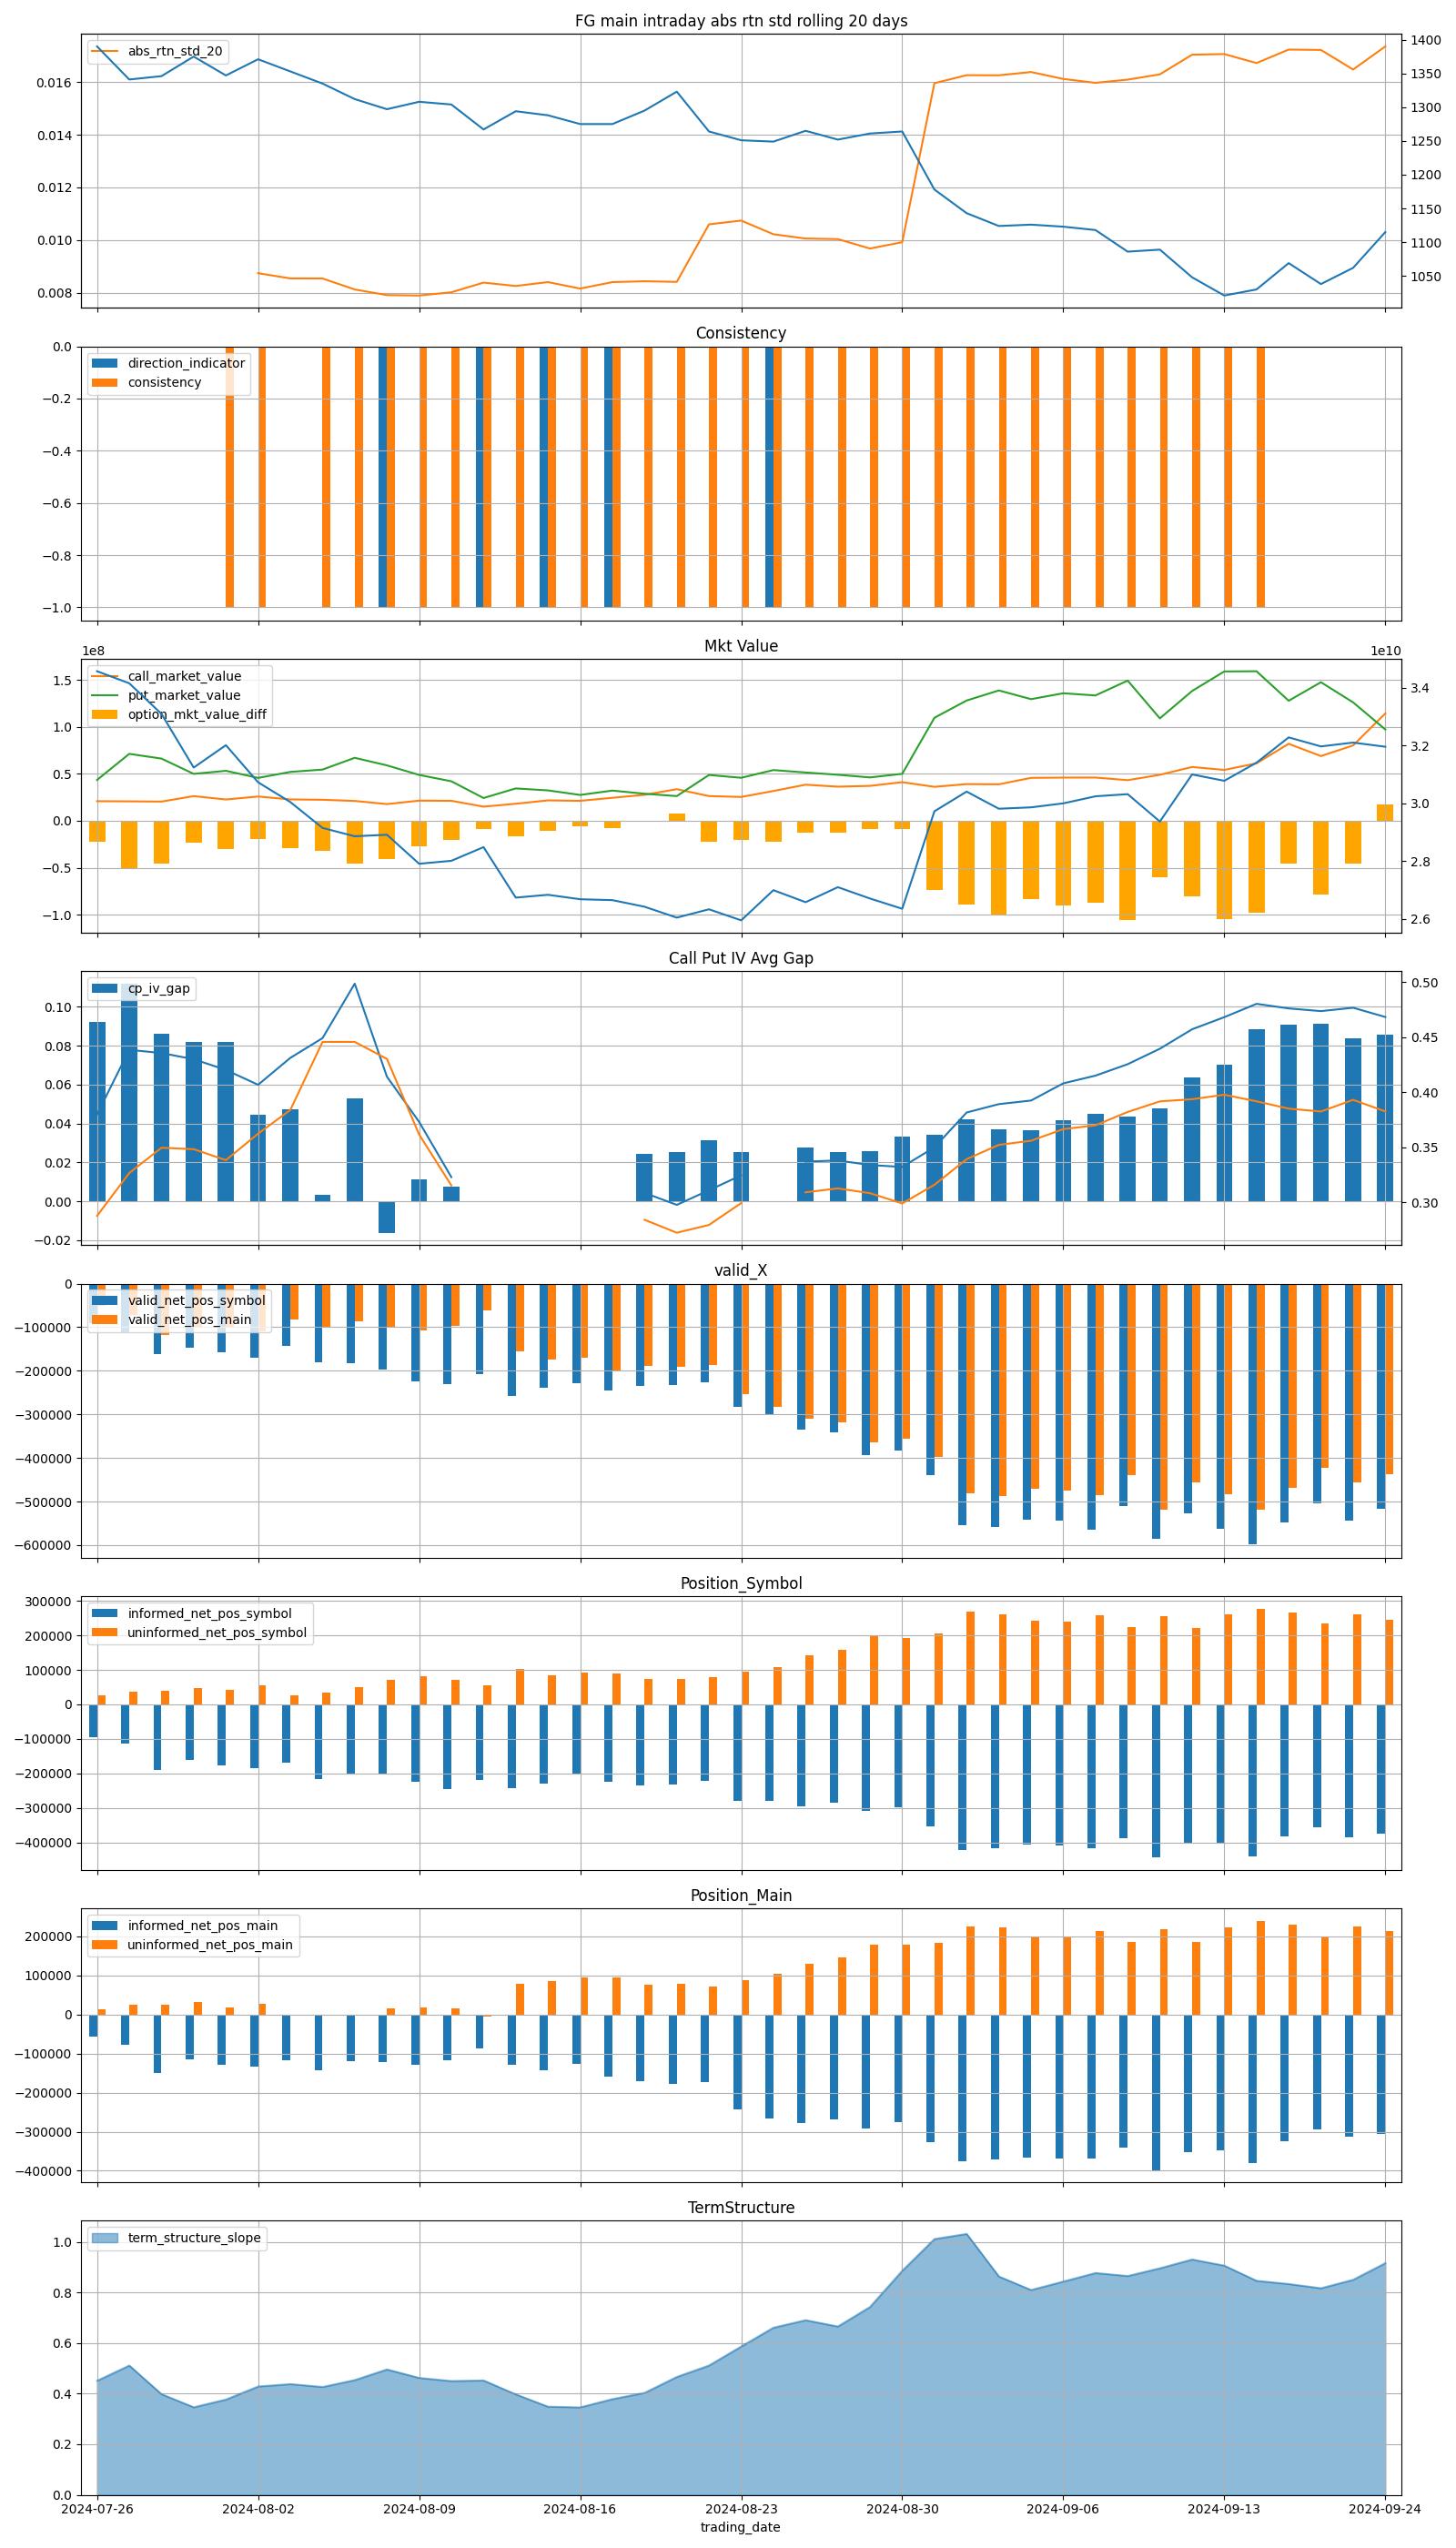 FG main intraday abs rtn std rolling 20 days
abs_rtn_std_20
0.016
0.014
0.012
0.010
0.008
1400
1350
1300
1250
1200
1150
1100
1050
Consistency
direction_indicator
consistency
0.0
−0.2
−0.4
−0.6
−0.8
−1.0
Mkt Value
1e8
1e10
call_market_value
put_market_value
option_mkt_value_diff
1.5
1.0
0.5
0.0
−0.5
−1.0
3.4
3.2
3.0
2.8
2.6
Call Put IV Avg Gap
cp_iv_gap
0.10
0.08
0.06
0.04
0.02
0.00
−0.02
0.50
0.45
0.40
0.35
0.30
valid_X
valid_net_pos_symbol
valid_net_pos_main
0
−100000
−200000
−300000
−400000
−500000
−600000
Position_Symbol
informed_net_pos_symbol
uninformed_net_pos_symbol
300000
200000
100000
0
−100000
−200000
−300000
−400000
Position_Main
informed_net_pos_main
uninformed_net_pos_main
200000
100000
0
−100000
−200000
−300000
−400000
TermStructure
term_structure_slope
1.0
0.8
0.6
0.4
0.2
0.0
2024-07-26 2024-08-02 2024-08-09 2024-08-16 2024-08-23 2024-08-30 2024-09-06 2024-09-13 2024-09-24
trading_date